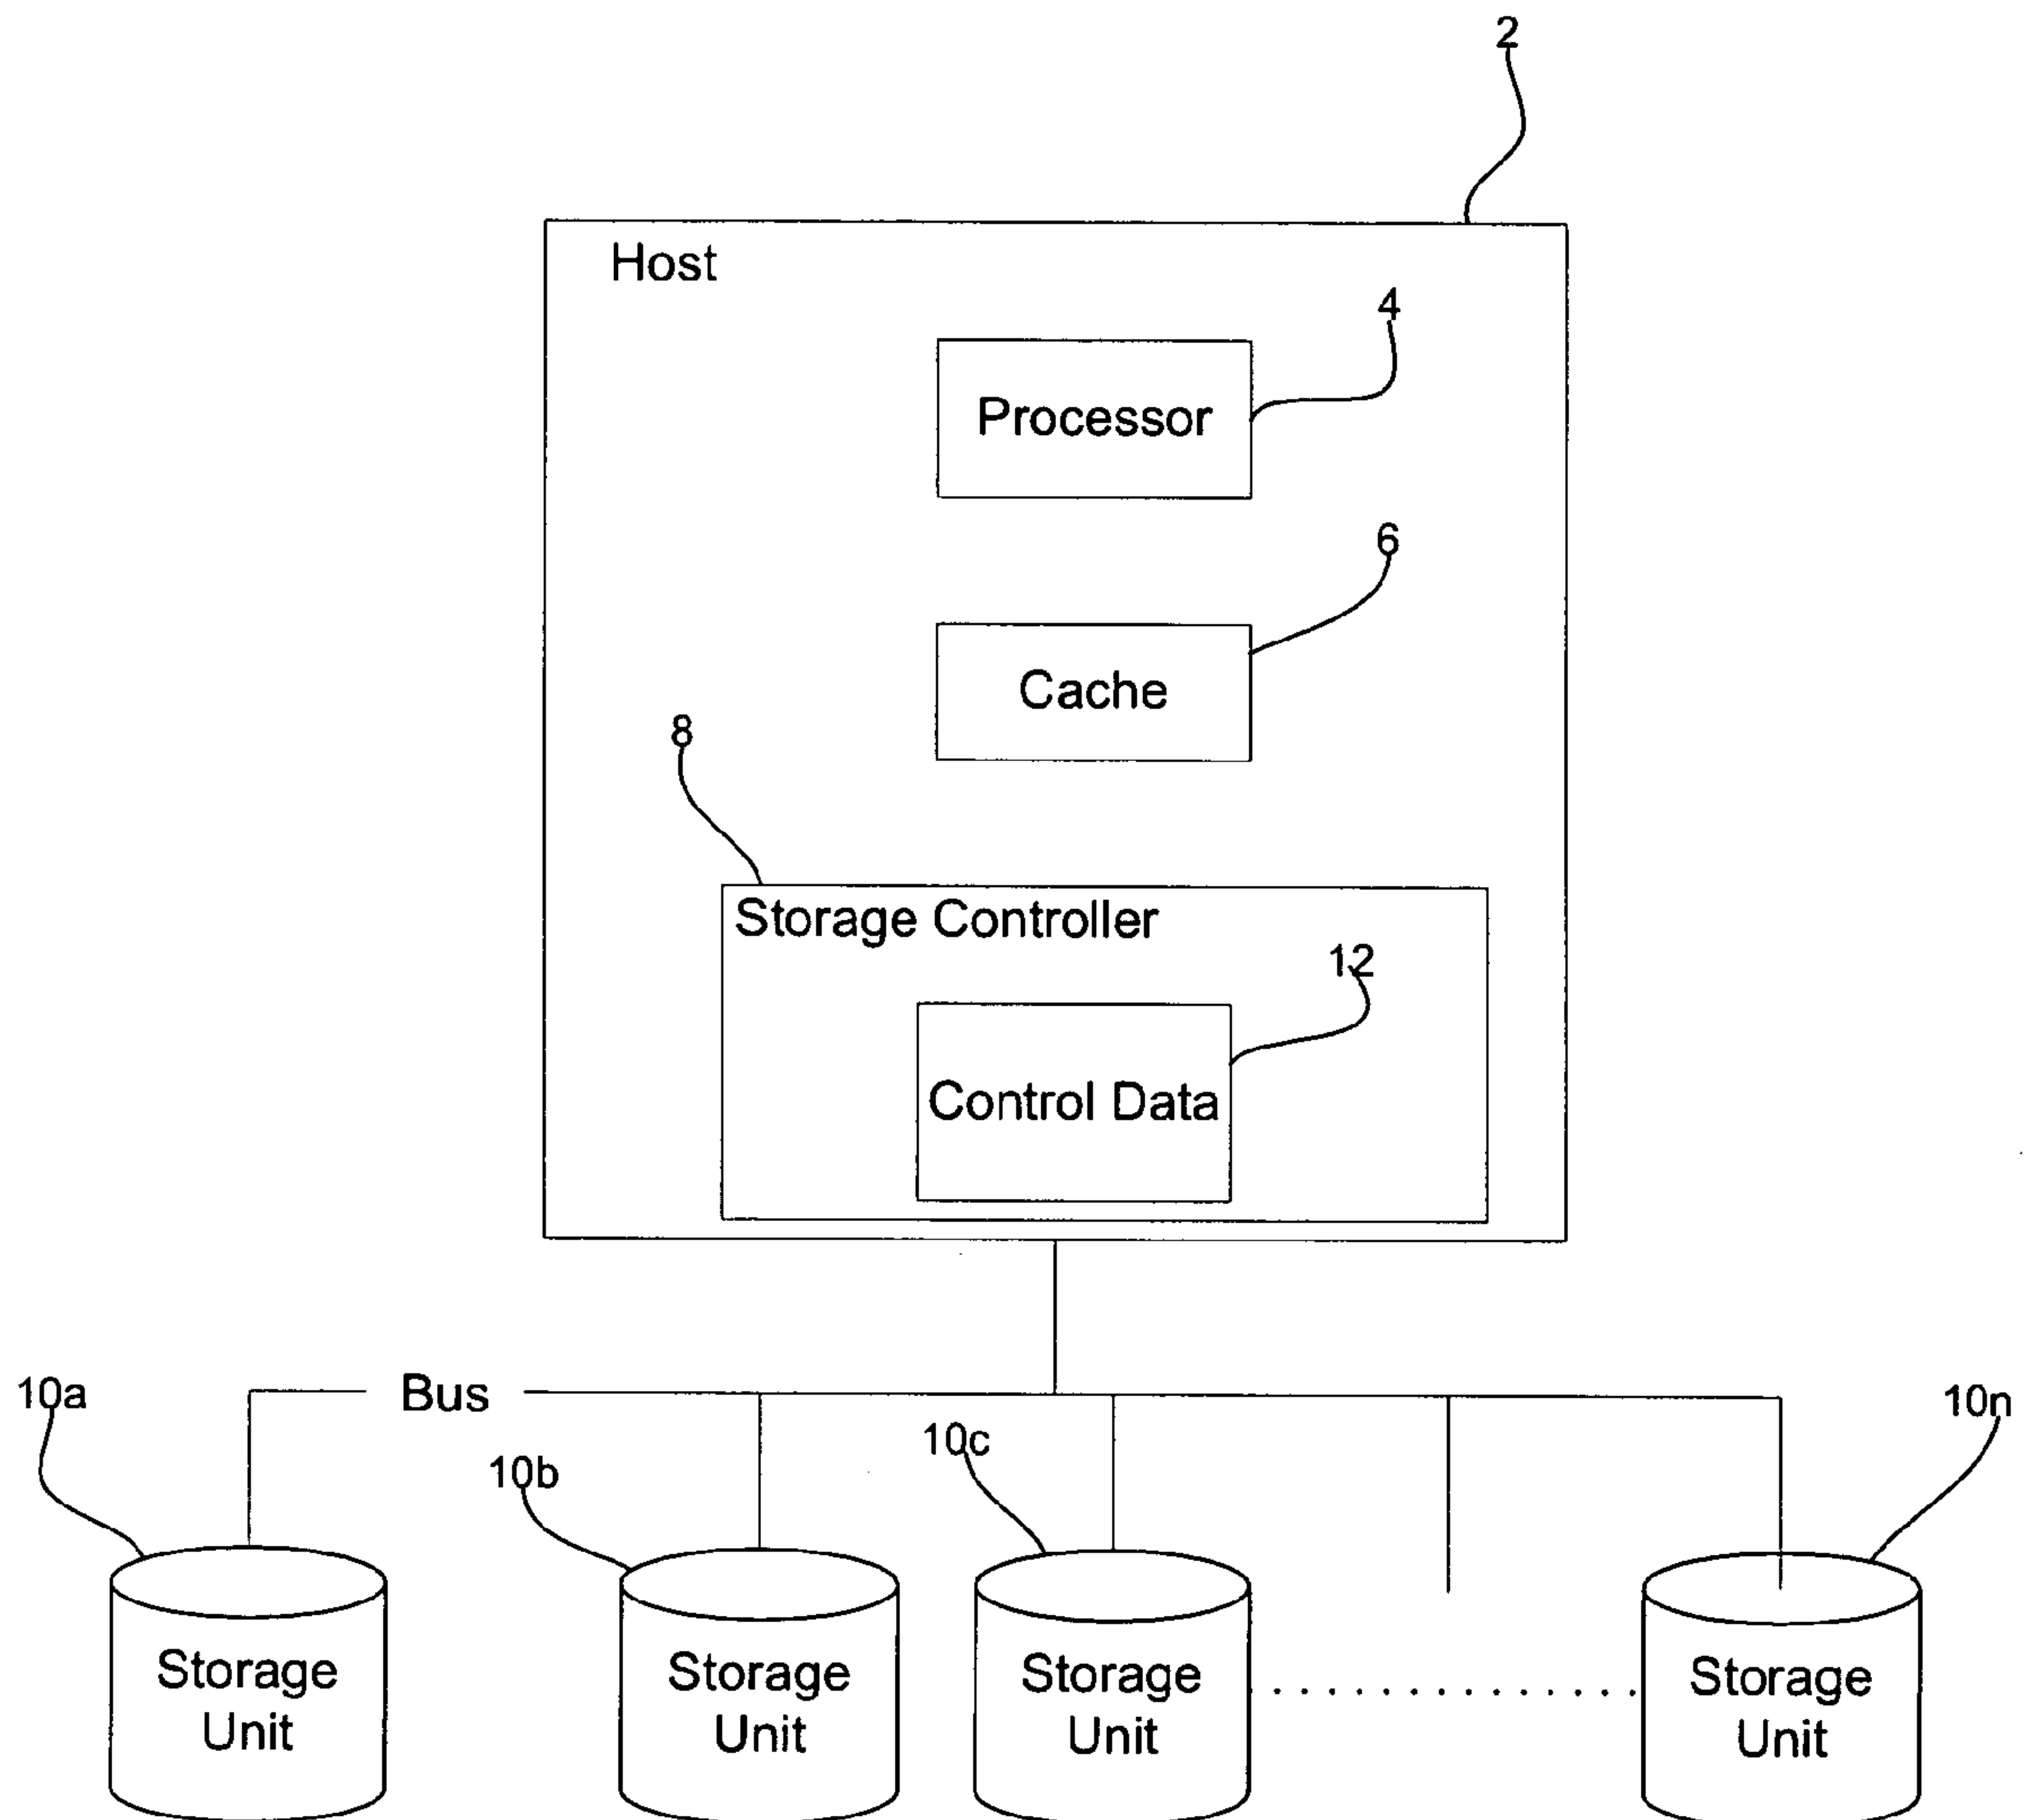 2
Host
4
Processor
6
Cache
8
Storage Controller
12
Control Data
10a
Bus
10n
10c
10b
Storage
Unit
Storage
Unit
Storage
Unit
Storage
Unit